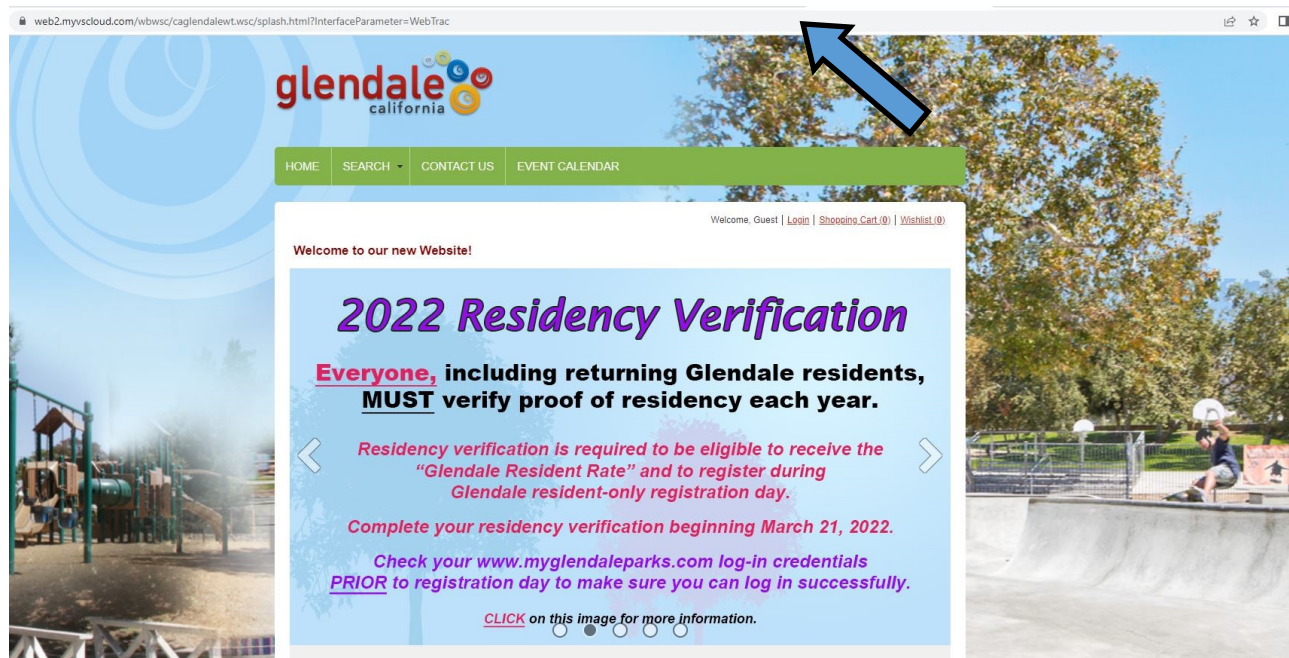 web2.myvscloud.com/wbwsc/caglendalewt.wsc/splash.html?InterfaceParameter=WebTrac
glendale
california
HOME SEARCH CONTACT US EVENT CALENDAR
Welcome, Guest | Login | Shopping Cart (0) | Wishlist (0)
Welcome to our new Website!
2022 Residency Verification
Everyone, including returning Glendale residents,
MUST verify proof of residency each year.
Residency verification is required to be eligible to receive the
“Glendale Resident Rate” and to register during
Glendale resident-only registration day.
Complete your residency verification beginning March 21, 2022.
Check your www.myglendaleparks.com log-in credentials
PRIOR to registration day to make sure you can log in successfully.
CLICK on this image for more information.